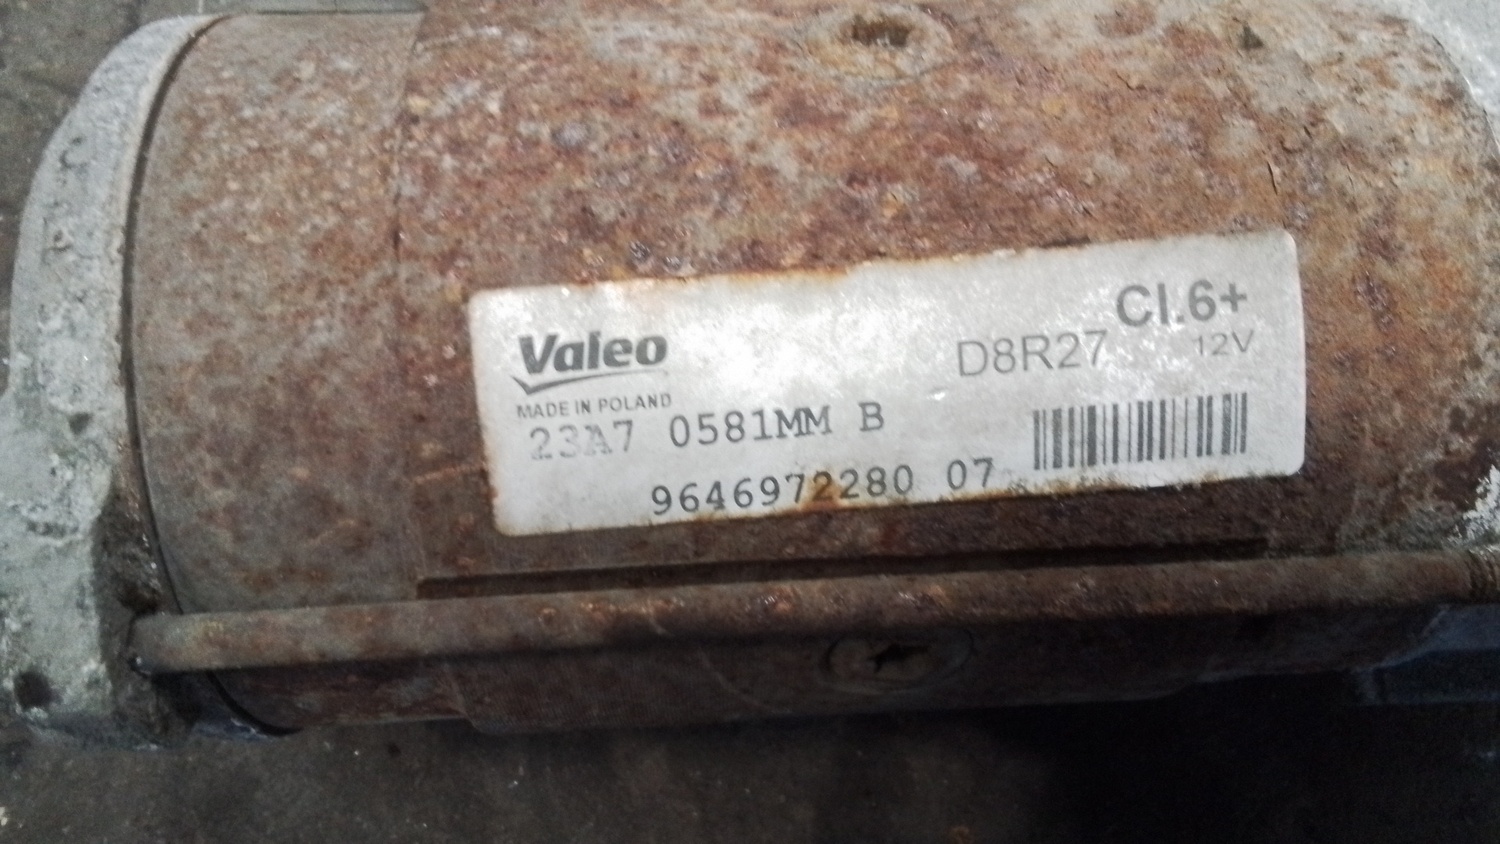 Valeo
Cl.6+
D8R27
12V
MADE IN POLAND
23A7 0581MM B
9646972280 07